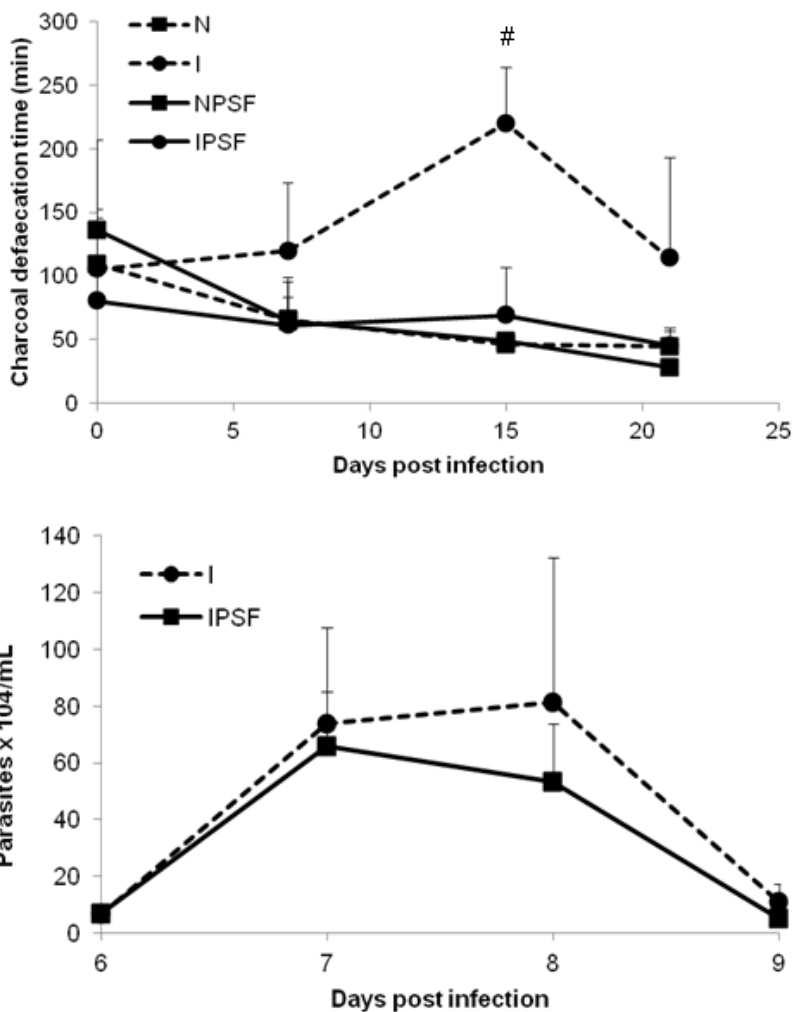 300
250
200
150
100
50
0
Charcoal defaecation time (min)
N
I
NPSF
IPSF
#
0 5 10 15 20 25
Days post infection
140
120
100
80
60
40
20
0
Parasites x 104/mL
I
IPSF
6 7 8 9
Days post infection